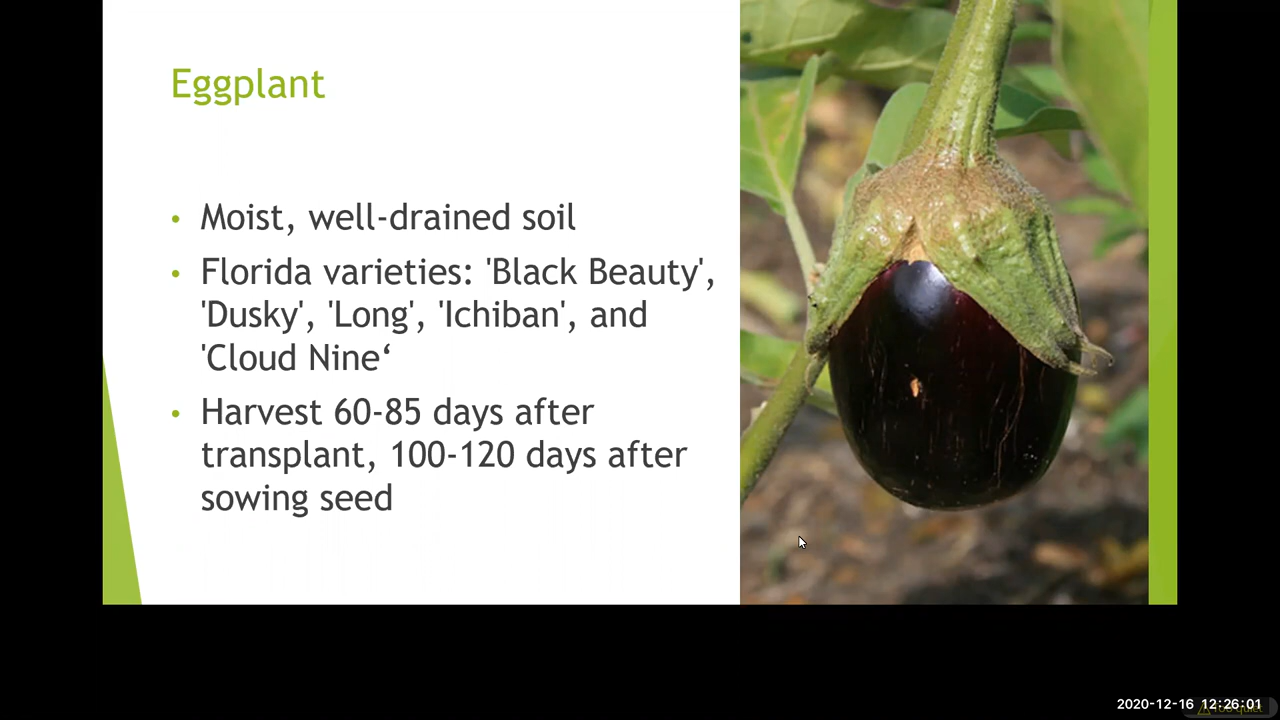 Eggplant
• Moist, well-drained soil
• Florida varieties: 'Black Beauty',
'Dusky', 'Long', 'Ichiban', and
'Cloud Nine‘
• Harvest 60-85 days after
transplant, 100-120 days after
sowing seed
2020-12-16 12:26:01